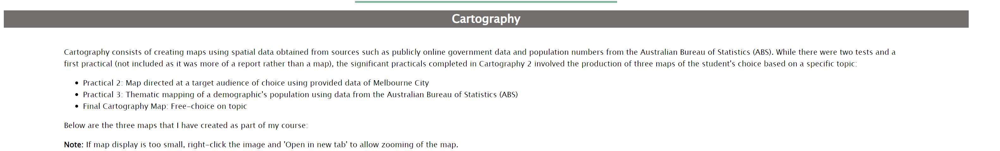 Cartography
Cartography consists of creating maps using spatial data obtained from sources such as publicly online government data and population numbers from the Australian Bureau of Statistics (ABS). While there were two tests and a
first practical (not included as it was more of a report rather than a map), the significant practicals completed in Cartography 2 involved the production of three maps of the student's choice based on a specific topic:
• Practical 2: Map directed at a target audience of choice using provided data of Melbourne City
• Practical 3: Thematic mapping of a demographic's population using data from the Australian Bureau of Statistics (ABS)
• Final Cartography Map: Free-choice on topic
Below are the three maps that I have created as part of my course:
Note: If map display is too small, right-click the image and 'Open in new tab' to allow zooming of the map.